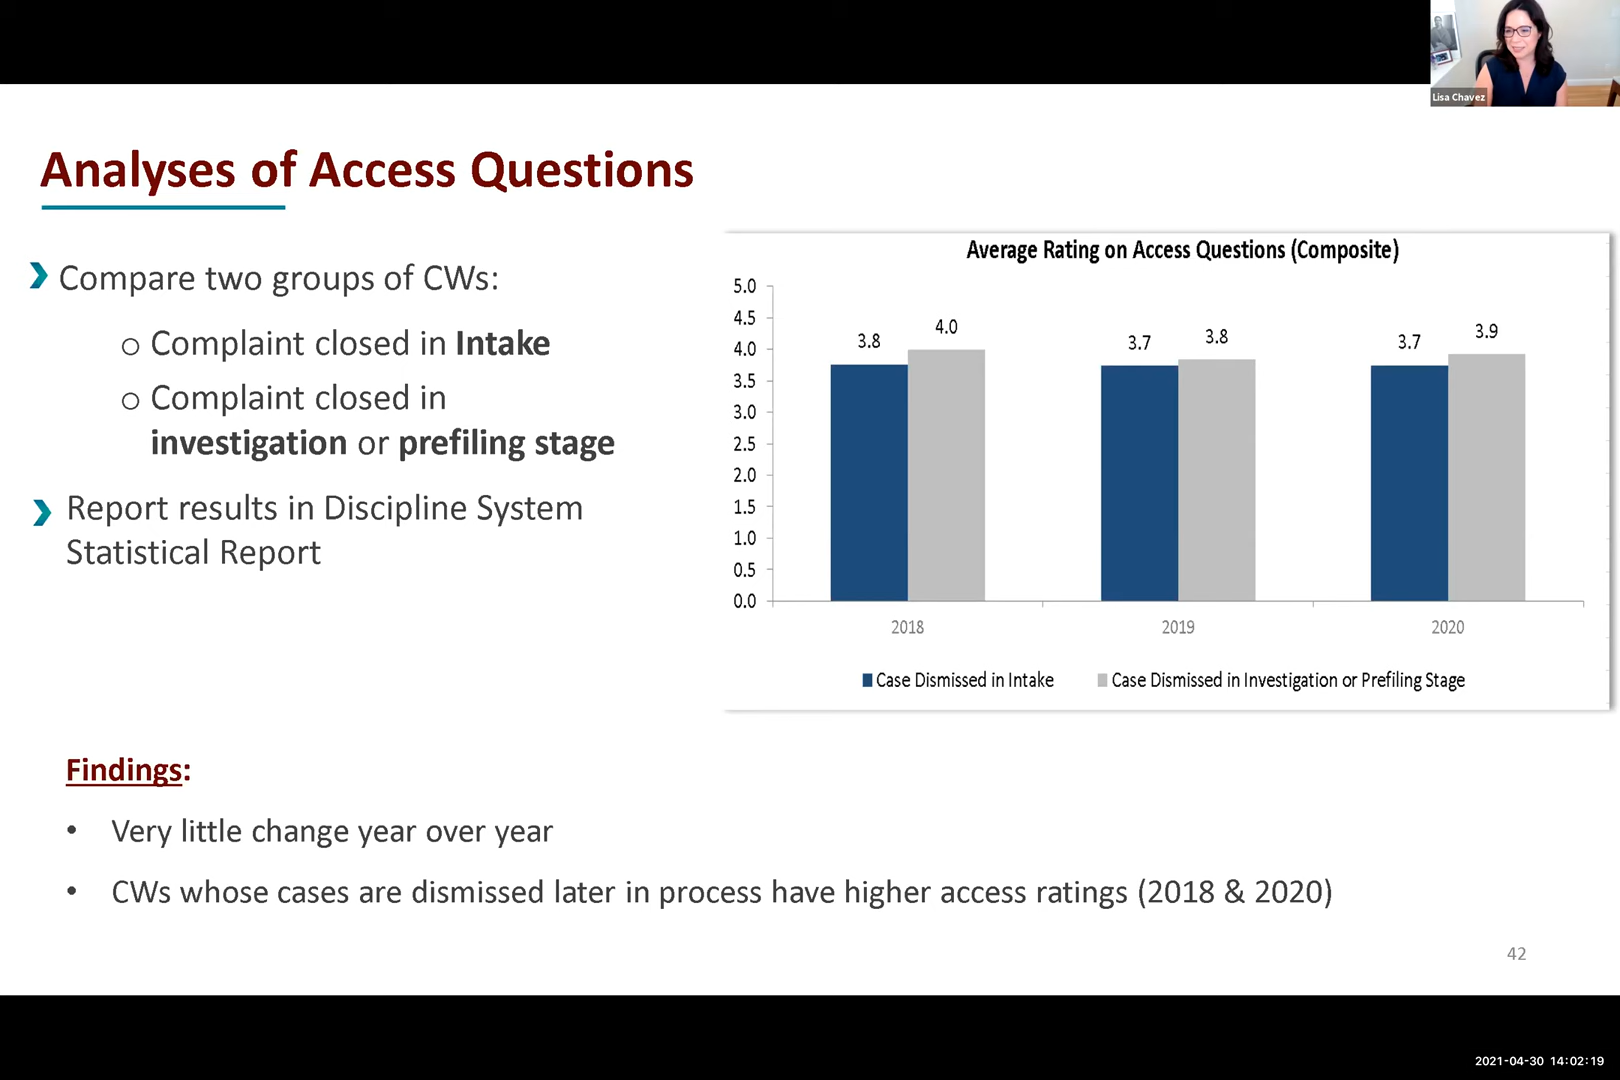 Lisa Chavez
Analyses of Access Questions
Compare two groups of CWs:
o Complaint closed in Intake
o Complaint closed in
investigation or prefiling stage
Report results in Discipline System
Statistical Report
Average Rating on Access Questions (Composite)
5.0
4.5
4.0
3.5
3.0
2.5
2.0
1.5
1.0
0.5
0.0
3.8
4.0
3.7
3.8
3.7
3.9
2018
2019
2020
Case Dismissed in Intake
Case Dismissed in Investigation or Prefiling Stage
Findings:
• Very little change year over year
• CWs whose cases are dismissed later in process have higher access ratings (2018 & 2020)
42
2021-04-30 14:02:19